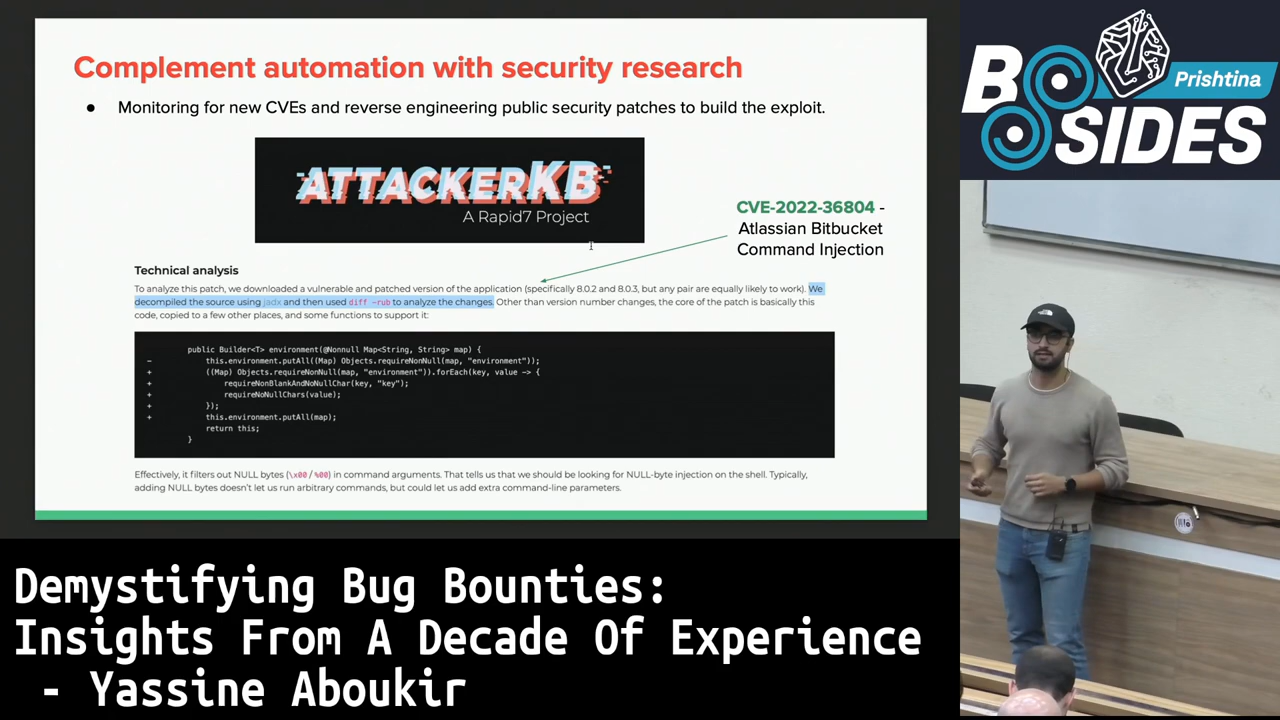 Complement automation with security research
● Monitoring for new CVEs and reverse engineering public security patches to build the exploit.
ATTACKERKB
A Rapid7 Project
CVE-2022-36804 -
Atlassian Bitbucket
Command Injection
Technical analysis
To analyze this patch, we downloaded a vulnerable and patched version of the application (specifically 8.0.2 and 8.0.3, but any pair are equally likely to work). We
decompiled the source using jadx and then used diff -rub to analyze the changes. Other than version number changes, the core of the patch is basically this
code, copied to a few other places, and some functions to support it:
public Builder<T> environment(@Nonnull Map<String, String> map) {
- this.environment.putAll((Map) Objects.requireNonNull(map, "environment"));
+ ((Map) Objects.requireNonNull(map, "environment")).forEach(key, value -> {
+ requireNonBlankAndNoNullChar(key, "key");
+ requireNoNullChars(value);
+ });
+ this.environment.putAll(map);
return this;
}
Effectively, it filters out NULL bytes (\x00 / %00) in command arguments. That tells us that we should be looking for NULL-byte injection on the shell. Typically,
adding NULL bytes doesn't let us run arbitrary commands, but could let us add extra command-line parameters.
BSIDES
Prishtina
Demystifying Bug Bounties:
Insights From A Decade Of Experience
- Yassine Aboukir